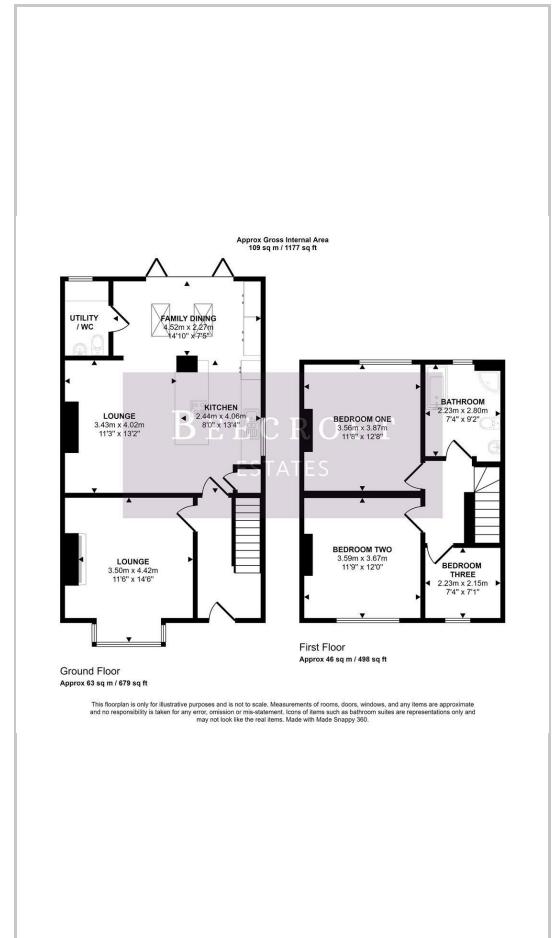 Approx Gross Internal Area
109 sq m / 1177 sq ft
UTILITY
/ WC
FAMILY DINING
4.52m x 2.27m
14'10" x 7'5"
LOUNGE
3.43m x 4.02m
11'3" x 13'2"
KITCHEN
2.44m x 4.06m
8'0" x 13'4"
BEDROOM ONE
3.56m x 3.87m
11'8" x 12'8"
BATHROOM
2.23m x 2.80m
7'4" x 9'2"
BEECROFT
ESTATES
LOUNGE
3.50m x 4.42m
11'6" x 14'6"
BEDROOM TWO
3.59m x 3.67m
11'9" x 12'0"
BEDROOM
THREE
2.23m x 2.15m
7'4" x 7'1"
Ground Floor
Approx 63 sq m / 679 sq ft
First Floor
Approx 46 sq m / 498 sq ft
This floorplan is only for illustrative purposes and is not to scale. Measurements of rooms, doors, windows, and any items are approximate
and no responsibility is taken for any error, omission or mis-statement. Icons of items such as bathroom suites are representations only and
may not look like the real items. Made with Made Snappy 360.